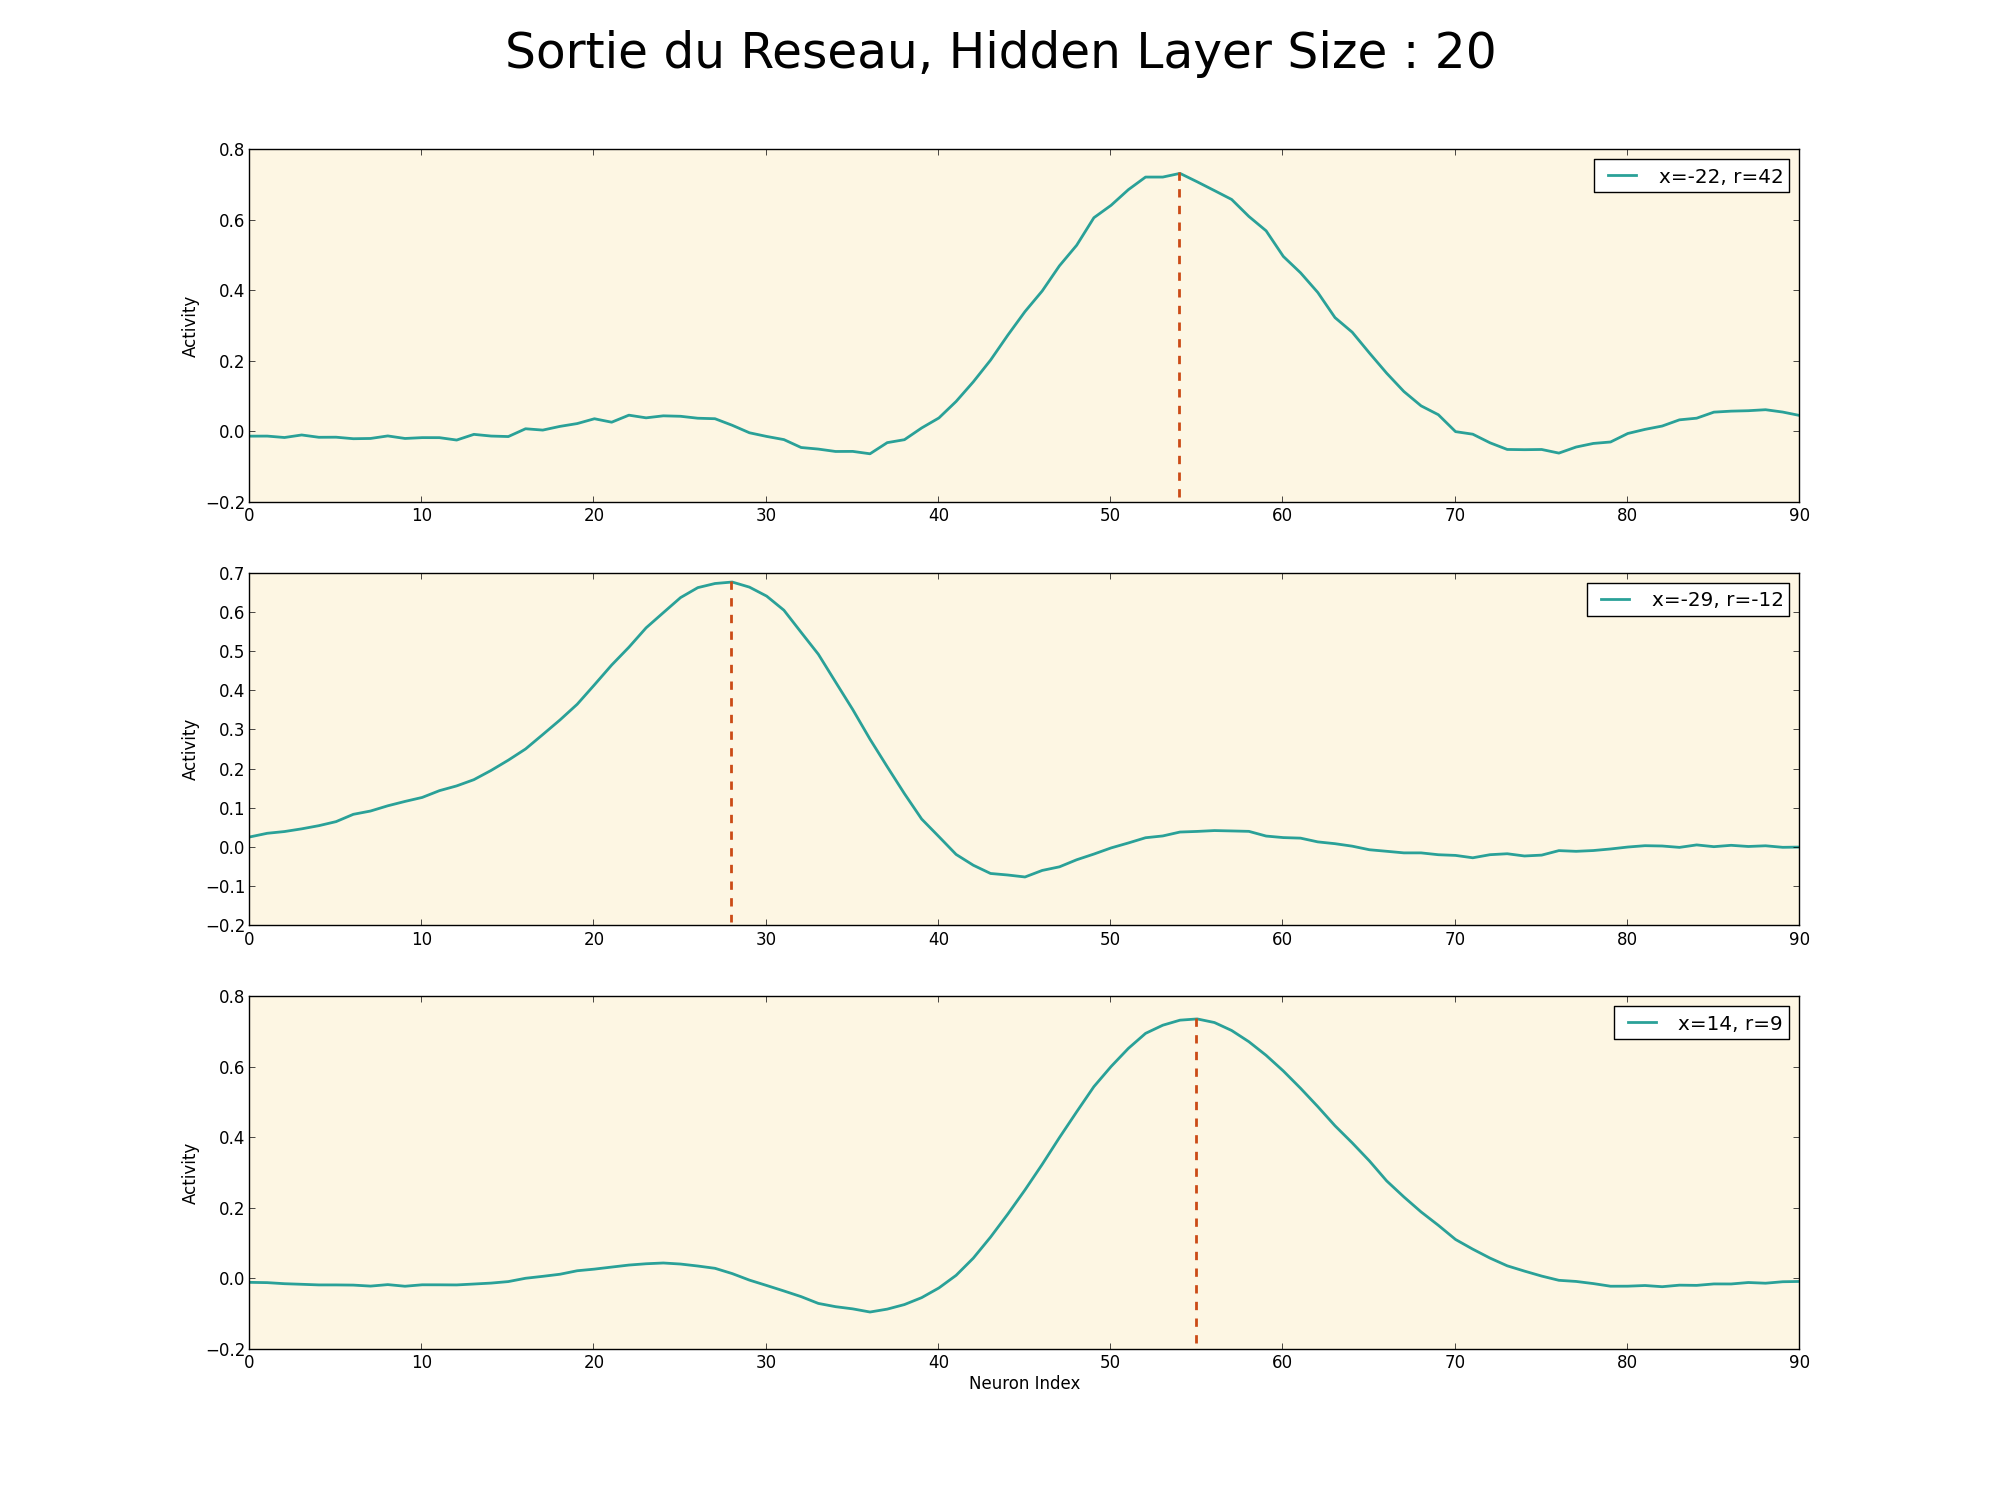 Sortie du Reseau, Hidden Layer Size : 20
0.8
0.6
0.4
0.2
0.0
−0.2
Activity
x=-22, r=42
0 10 20 30 40 50 60 70 80 90
0.7
0.6
0.5
0.4
0.3
0.2
0.1
0.0
−0.1
−0.2
Activity
x=-29, r=-12
0 10 20 30 40 50 60 70 80 90
0.8
0.6
0.4
0.2
0.0
−0.2
Activity
x=14, r=9
0 10 20 30 40 50 60 70 80 90
Neuron Index